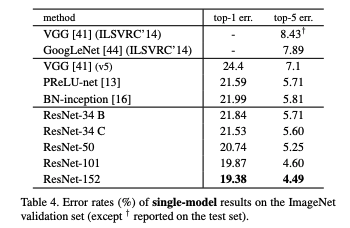 method top-1 err. top-5 err.
VGG [41] (ILSVRC'14) - 8.43†
GoogLeNet [44] (ILSVRC'14) - 7.89
VGG [41] (v5) 24.4 7.1
PReLU-net [13] 21.59 5.71
BN-inception [16] 21.99 5.81
ResNet-34 B 21.84 5.71
ResNet-34 C 21.53 5.60
ResNet-50 20.74 5.25
ResNet-101 19.87 4.60
ResNet-152 19.38 4.49
Table 4. Error rates (%) of single-model results on the ImageNet
validation set (except † reported on the test set).